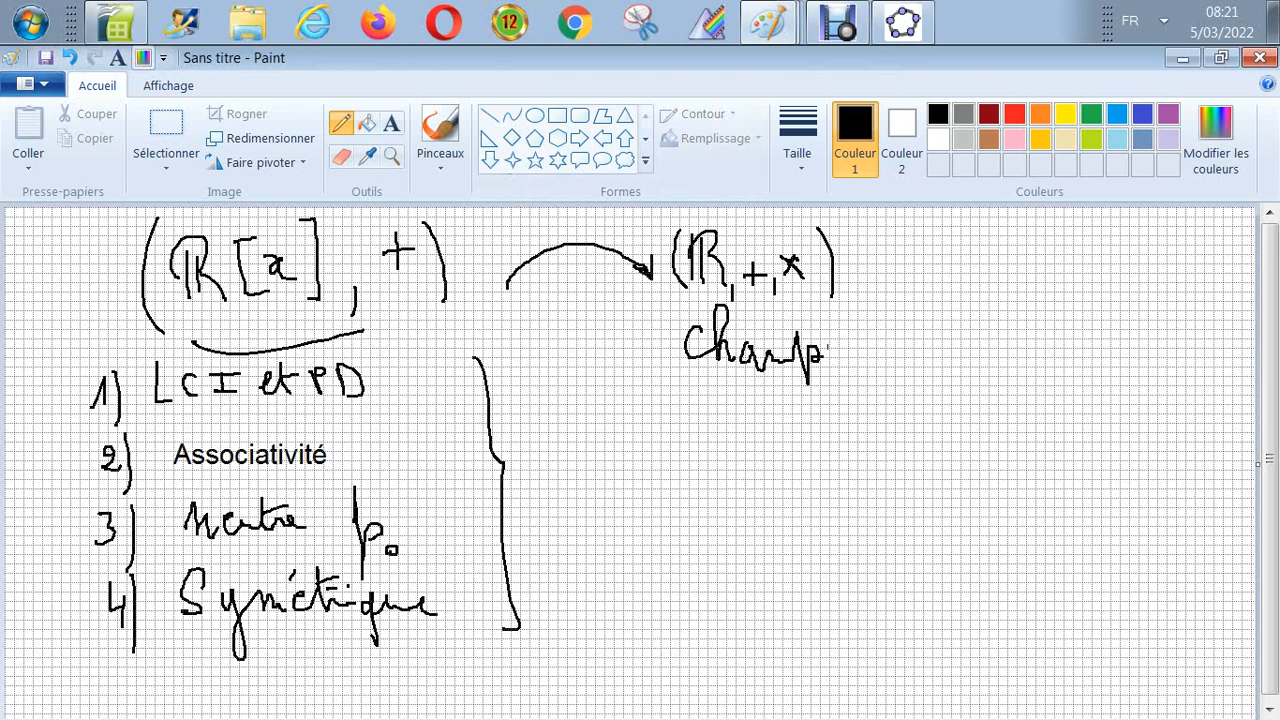 12
FR
08:21
5/03/2022
Sans titre - Paint
Accueil Affichage
Coller
Couper
Copier
Presse-papiers
Sélectionner
Rogner
Redimensionner
Faire pivoter
Image
Outils
Pinceaux
Contour
Remplissage
Formes
Taille
Couleur 1
Couleur 2
Modifier les couleurs
Couleurs
(ℝ[x], +) (ℝ, +, ×)
champ
1) LCI et PD
2) Associativité
3) Neutre p₀
4) Symétrique